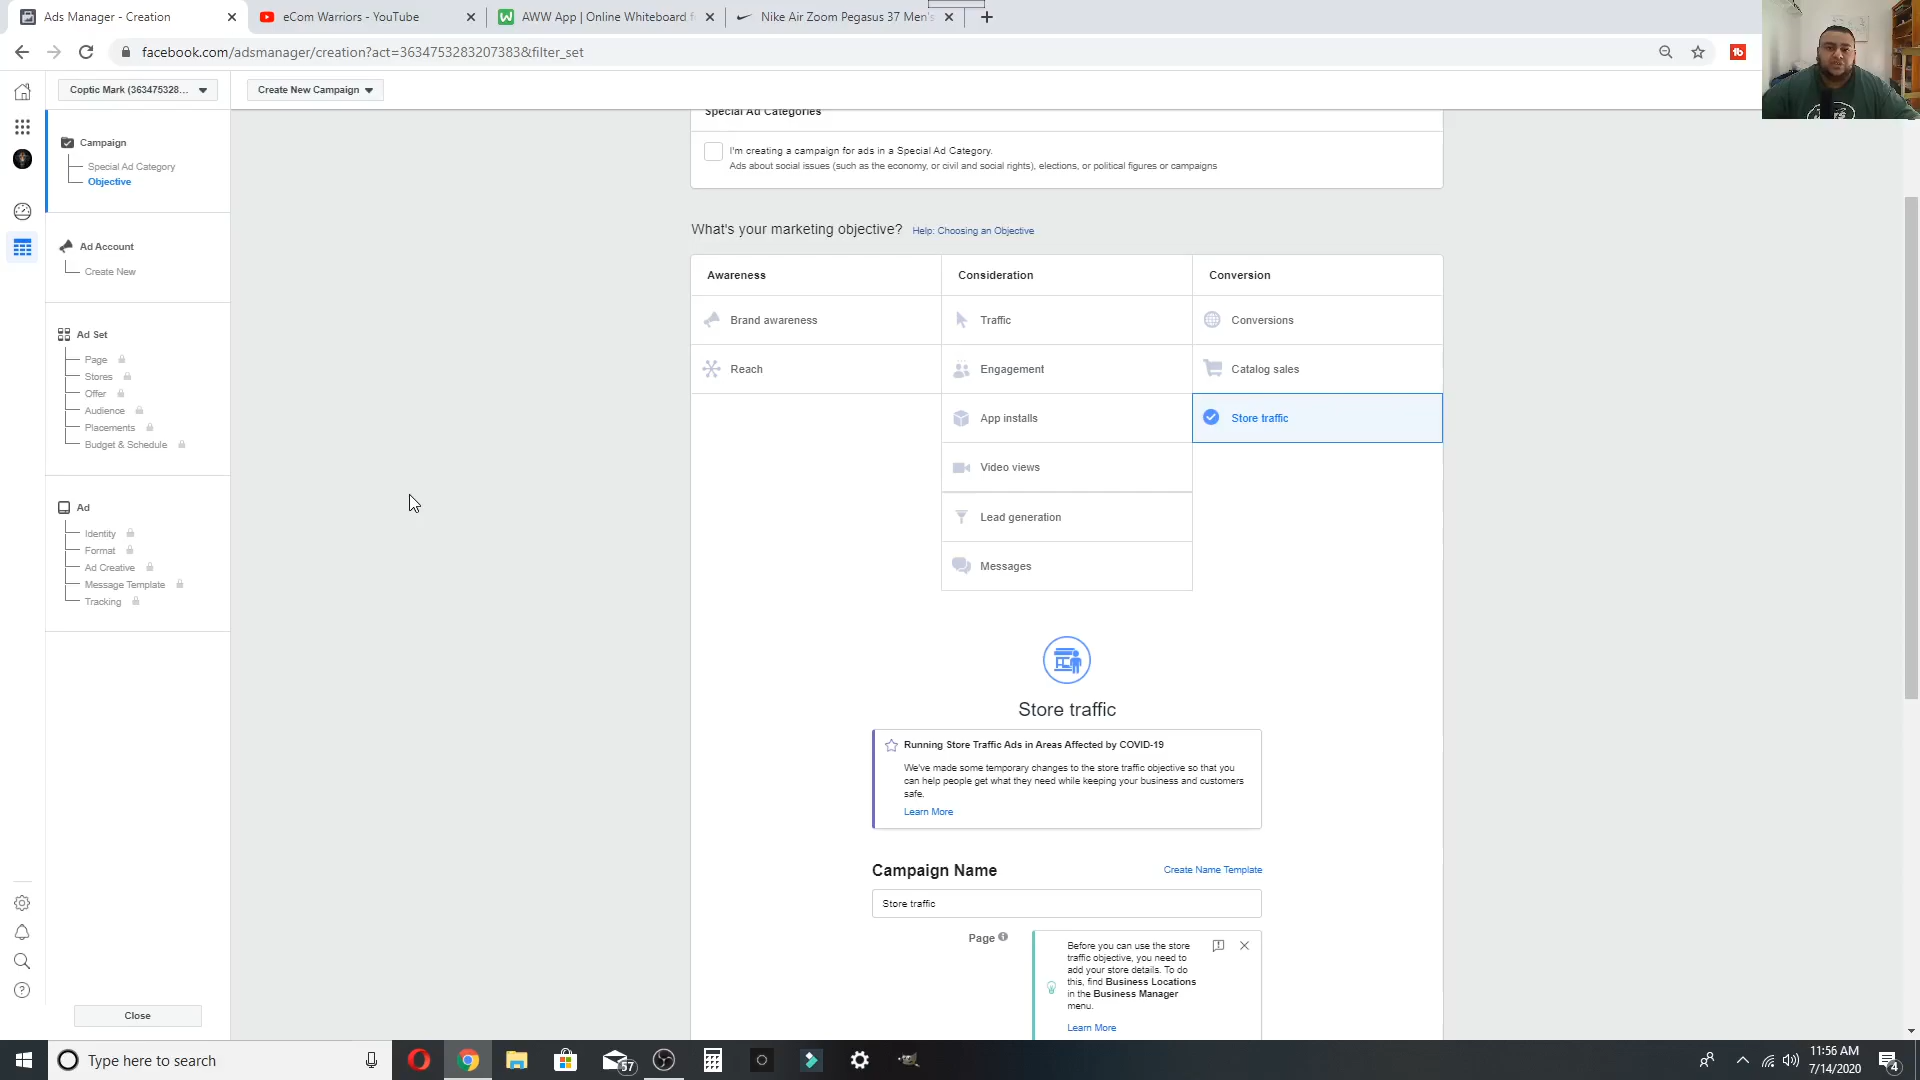 Ads Manager - Creation
eCom Warriors - YouTube
AWW App | Online Whiteboard f
Nike Air Zoom Pegasus 37 Men's
facebook.com/adsmanager/creation?act=363475328320738&filter_set
Coptic Mark (363475328...
Create New Campaign
Campaign
Special Ad Category
Objective
Ad Account
Create New
Ad Set
Page
Stores
Offer
Audience
Placements
Budget & Schedule
Ad
Identity
Format
Ad Creative
Message Template
Tracking
Close
Special Ad Categories
I'm creating a campaign for ads in a Special Ad Category.
Ads about social issues (such as the economy, or civil and social rights), elections, or political figures or campaigns
What's your marketing objective? Help: Choosing an Objective
Awareness
Consideration
Conversion
Brand awareness
Traffic
Conversions
Reach
Engagement
Catalog sales
App installs
Store traffic
Video views
Lead generation
Messages
Store traffic
Running Store Traffic Ads in Areas Affected by COVID-19
We've made some temporary changes to the store traffic objective so that you
can help people get what they need while keeping your business and customers
safe.
Learn More
Campaign Name
Create Name Template
Store traffic
Page
Before you can use the store
traffic objective, you need to
add your store details. To do
this, find Business Locations
in the Business Manager
menu.
Learn More
Type here to search
57
11:56 AM
7/14/2020
4